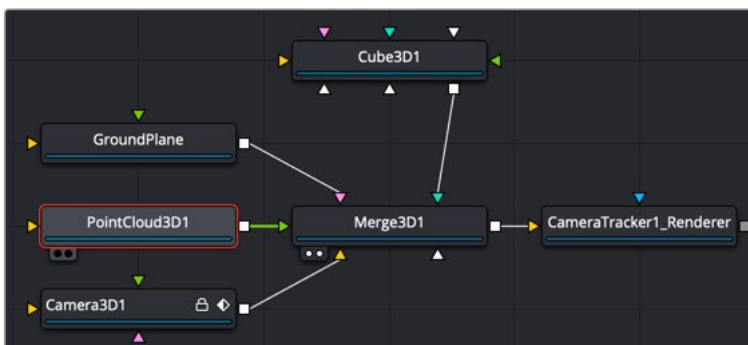 Cube3D1
GroundPlane
PointCloud3D1
Merge3D1
CameraTracker1_Renderer
Camera3D1